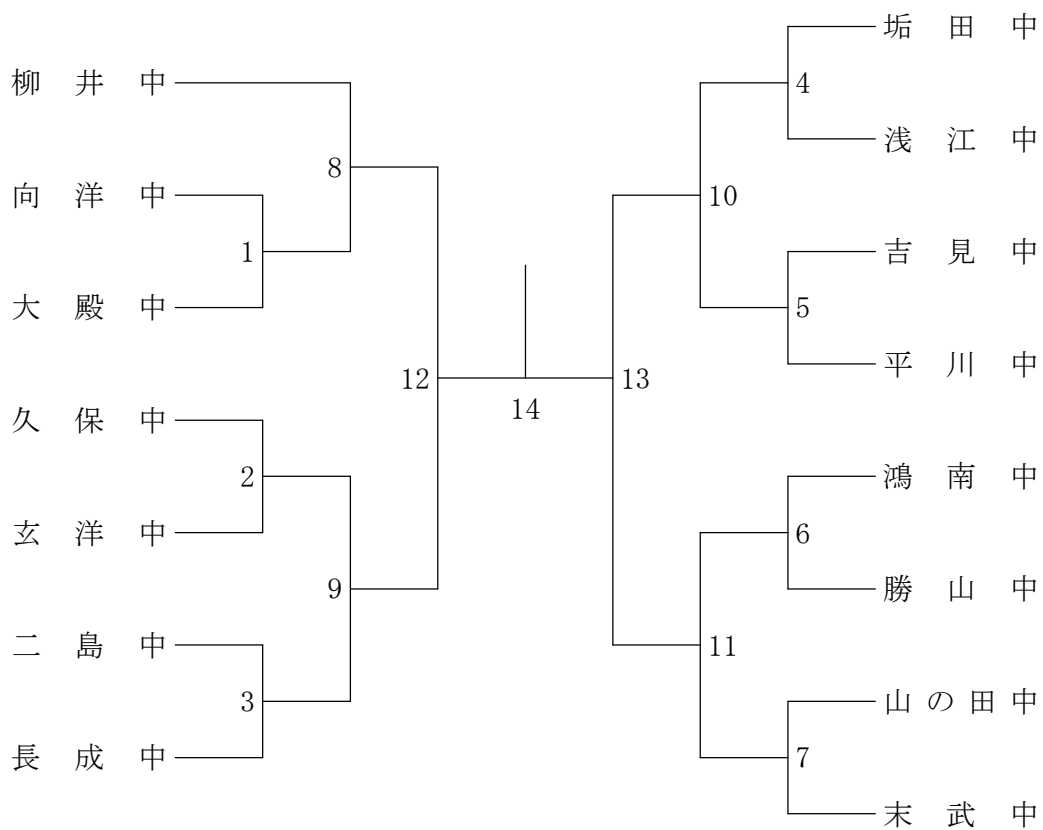 垢田中
柳井中
4
浅江中
8
向洋中
10
1
吉見中
大殿中
5
12
13
平川中
14
久保中
2
鴻南中
玄洋中
6
9
勝山中
二島中
11
3
山の田中
長成中
7
末武中